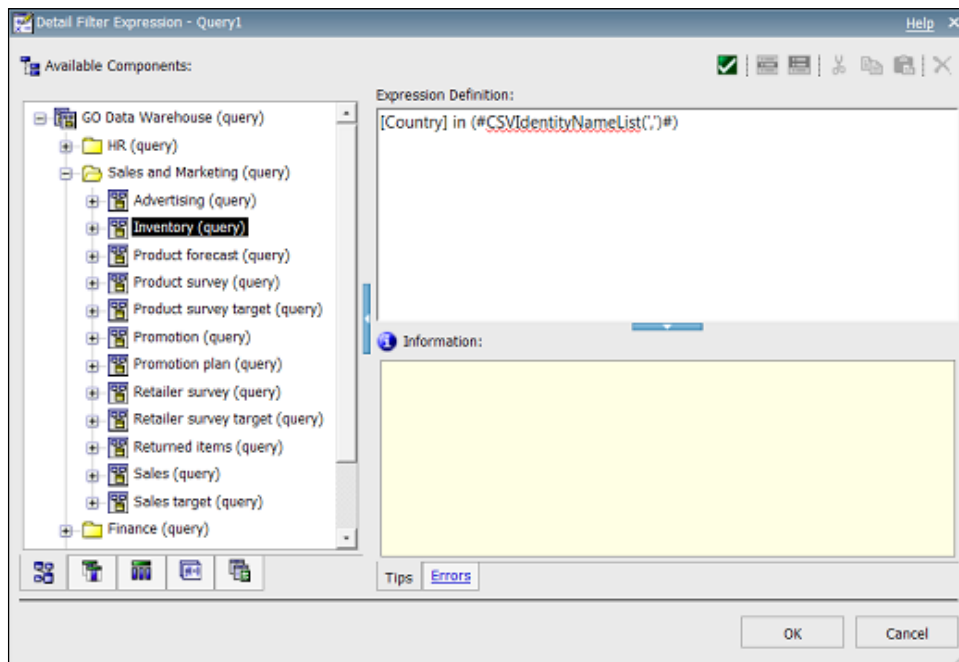 Detail Filter Expression - Query1
Help
Available Components:
GO Data Warehouse (query)
HR (query)
Sales and Marketing (query)
Advertising (query)
Inventory (query)
Product forecast (query)
Product survey (query)
Product survey target (query)
Promotion (query)
Promotion plan (query)
Retailer survey (query)
Retailer survey target (query)
Returned items (query)
Sales (query)
Sales target (query)
Finance (query)
Expression Definition:
[Country] in (#CSVIdentityNameList(',')#)
Information:
Tips
Errors
OK
Cancel